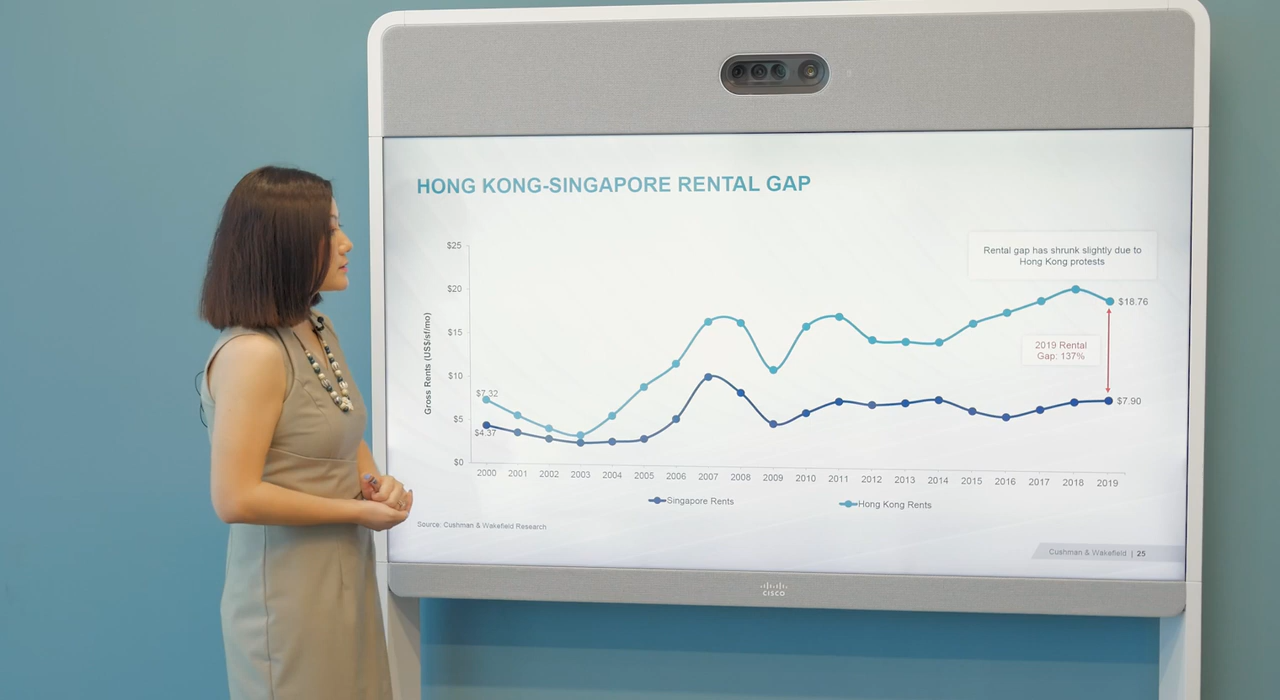 HONG KONG-SINGAPORE RENTAL GAP
Rental gap has shrunk slightly due to
Hong Kong protests
$25
$20
$15
$10
$5
$0
Gross Rents (US$/sf/mo)
$7.32
$4.37
$18.76
2019 Rental
Gap: 137%
$7.90
2000 2001 2002 2003 2004 2005 2006 2007 2008 2009 2010 2011 2012 2013 2014 2015 2016 2017 2018 2019
Singapore Rents Hong Kong Rents
Source: Cushman & Wakefield Research
Cushman & Wakefield | 25
CISCO